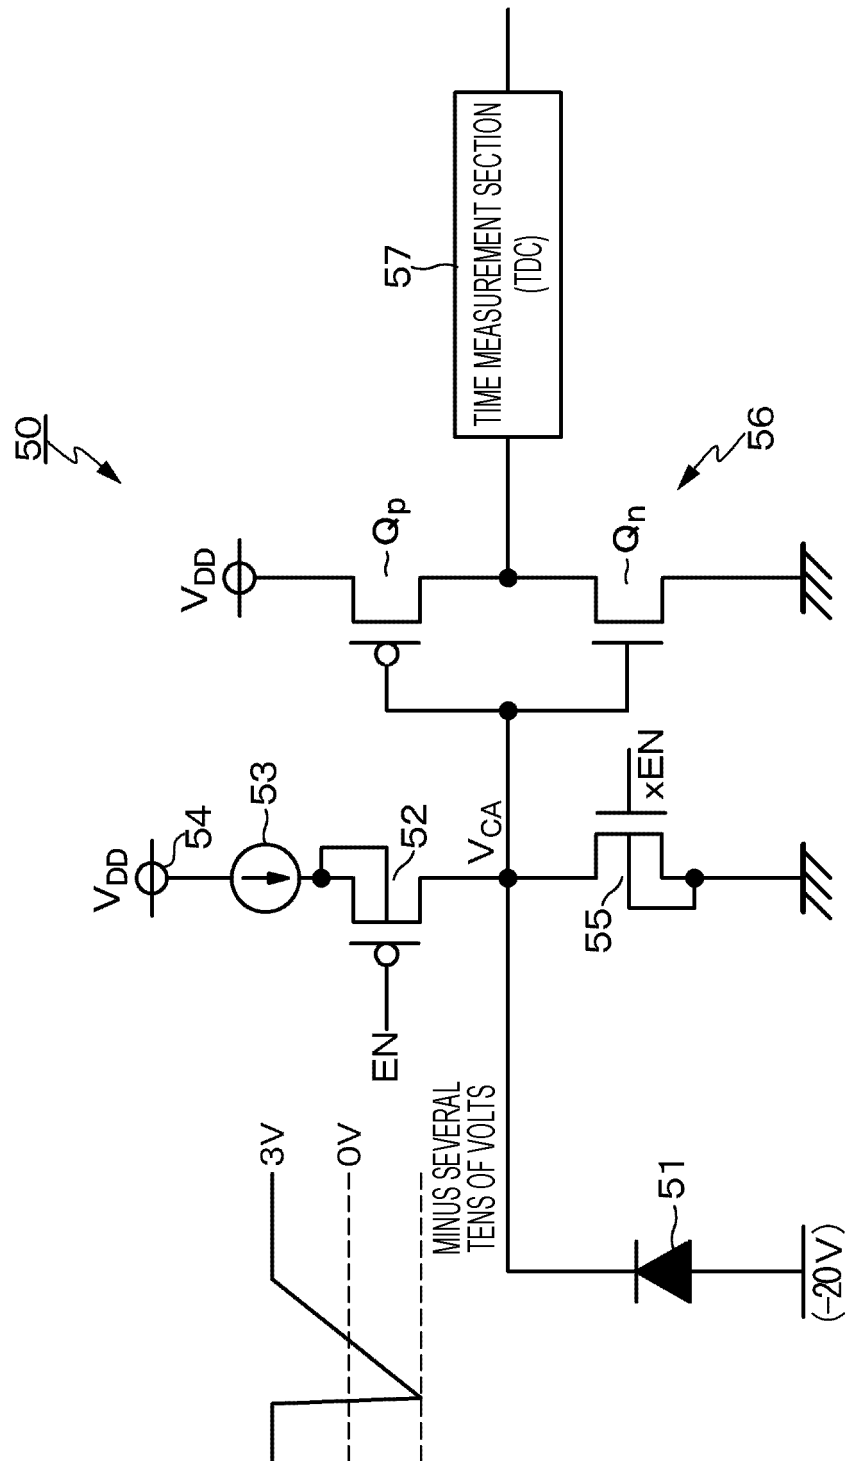 50
3V
0V
MINUS SEVERAL
TENS OF VOLTS
VDD
54
53
EN
52
VCA
55
xEN
51
(-20V)
VDD
Qp
Qn
56
57
TIME MEASUREMENT SECTION
(TDC)